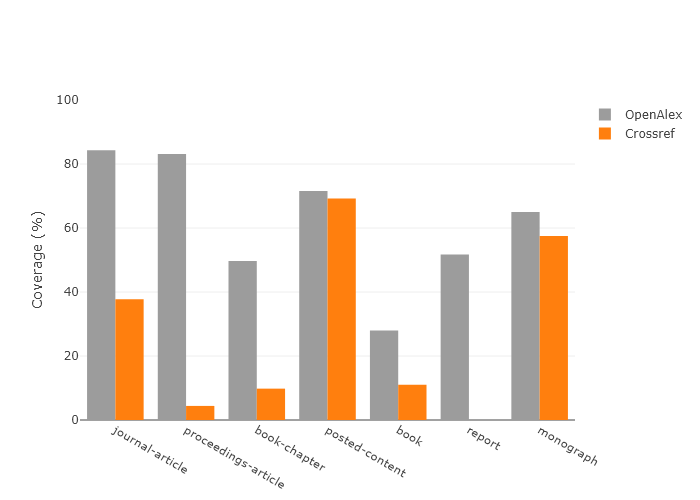 100
80
60
40
20
0
Coverage (%)
journal-article
proceedings-article
book-chapter
posted-content
book
report
monograph
OpenAlex
Crossref